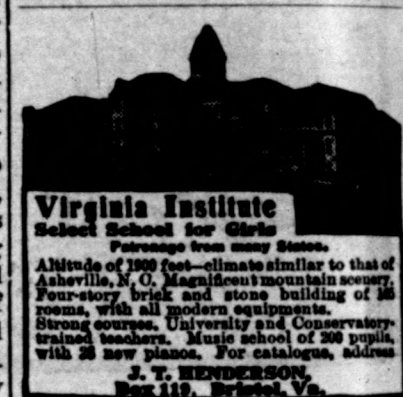 Virginia Institute
Select School for Girls
Patronage from many States.
Altitude of 1900 feet—climate similar to that of
Asheville, N. C. Magnificent mountain scenery.
Four-story brick and stone building of 165
rooms, with all modern equipments.
Strong courses. University and Conservatory-
trained teachers. Music school of 200 pupils,
with 26 new pianos. For catalogue, address
J. T. HENDERSON,
Box 119, Bristol, Va.